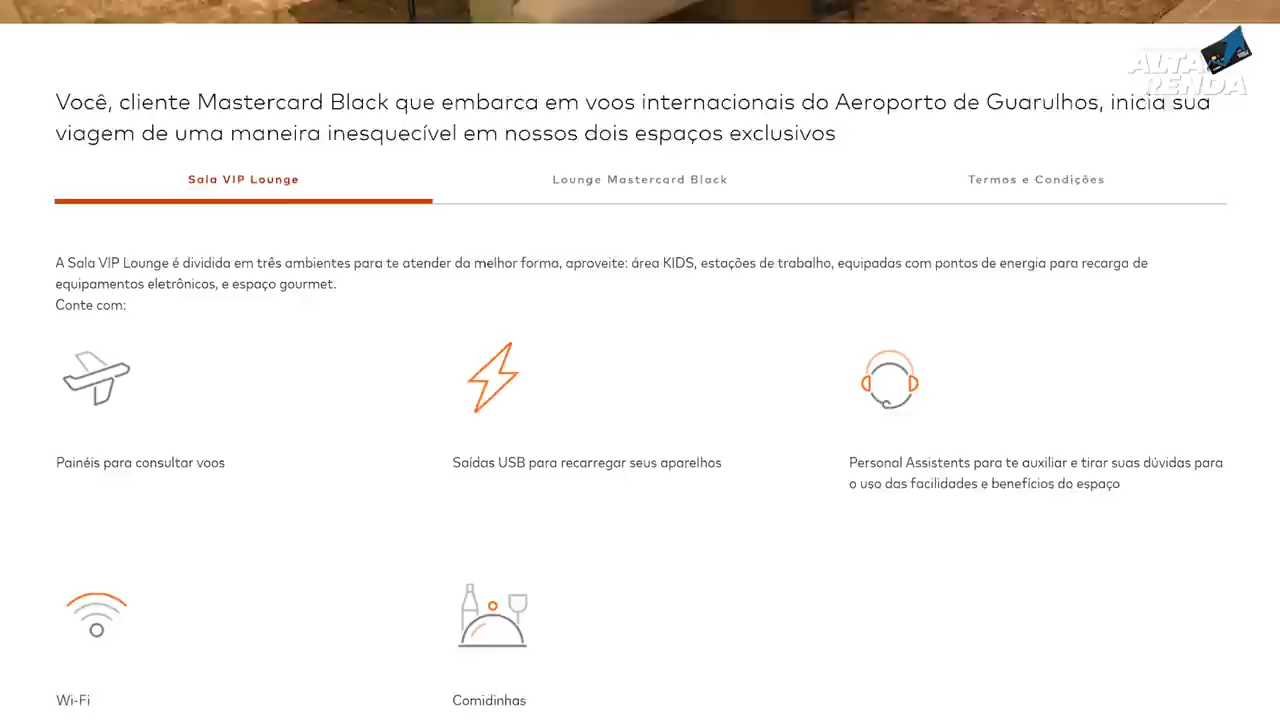 ALTA
RENDA
Você, cliente Mastercard Black que embarca em voos internacionais do Aeroporto de Guarulhos, inicia sua
viagem de uma maneira inesquecível em nossos dois espaços exclusivos
Sala VIP Lounge
Lounge Mastercard Black
Termos e Condições
A Sala VIP Lounge é dividida em três ambientes para te atender da melhor forma, aproveite: área KIDS, estações de trabalho, equipadas com pontos de energia para recarga de
equipamentos eletrônicos, e espaço gourmet.
Conte com:
Painéis para consultar voos
Saídas USB para recarregar seus aparelhos
Personal Assistents para te auxiliar e tirar suas dúvidas para
o uso das facilidades e benefícios do espaço
Wi-Fi
Comidinhas